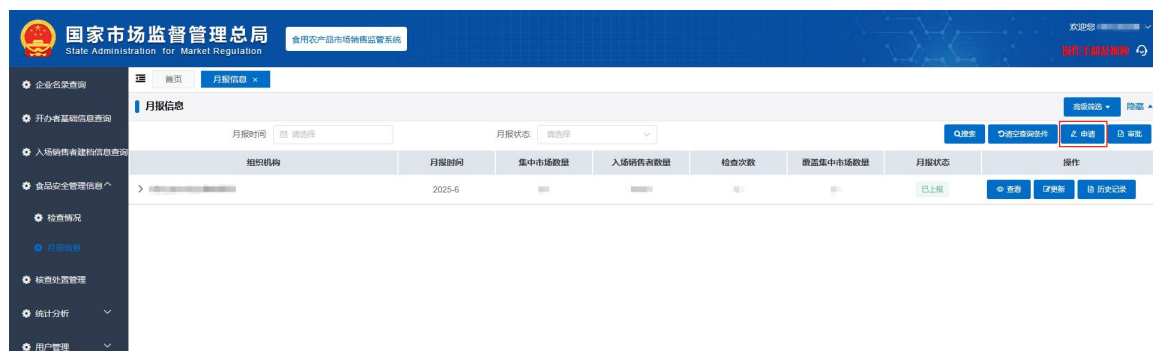 国家市场监督管理总局
State Administration for Market Regulation
食用农产品市场销售监管系统
欢迎您
操作手册及视频
企业名录查询
开办者基础信息查询
入场销售者建档信息查询
食品安全管理信息
检查情况
月报信息
核查处置管理
统计分析
用户管理
首页 月报信息 ×
月报信息
高级筛选 隐藏
月报时间 请选择 月报状态 请选择 搜索 清空查询条件 申请 审批
组织机构 月报时间 集中市场数量 入场销售者数量 检查次数 覆盖集中市场数量 月报状态 操作
2025-6 已上报 查看 更新 历史记录